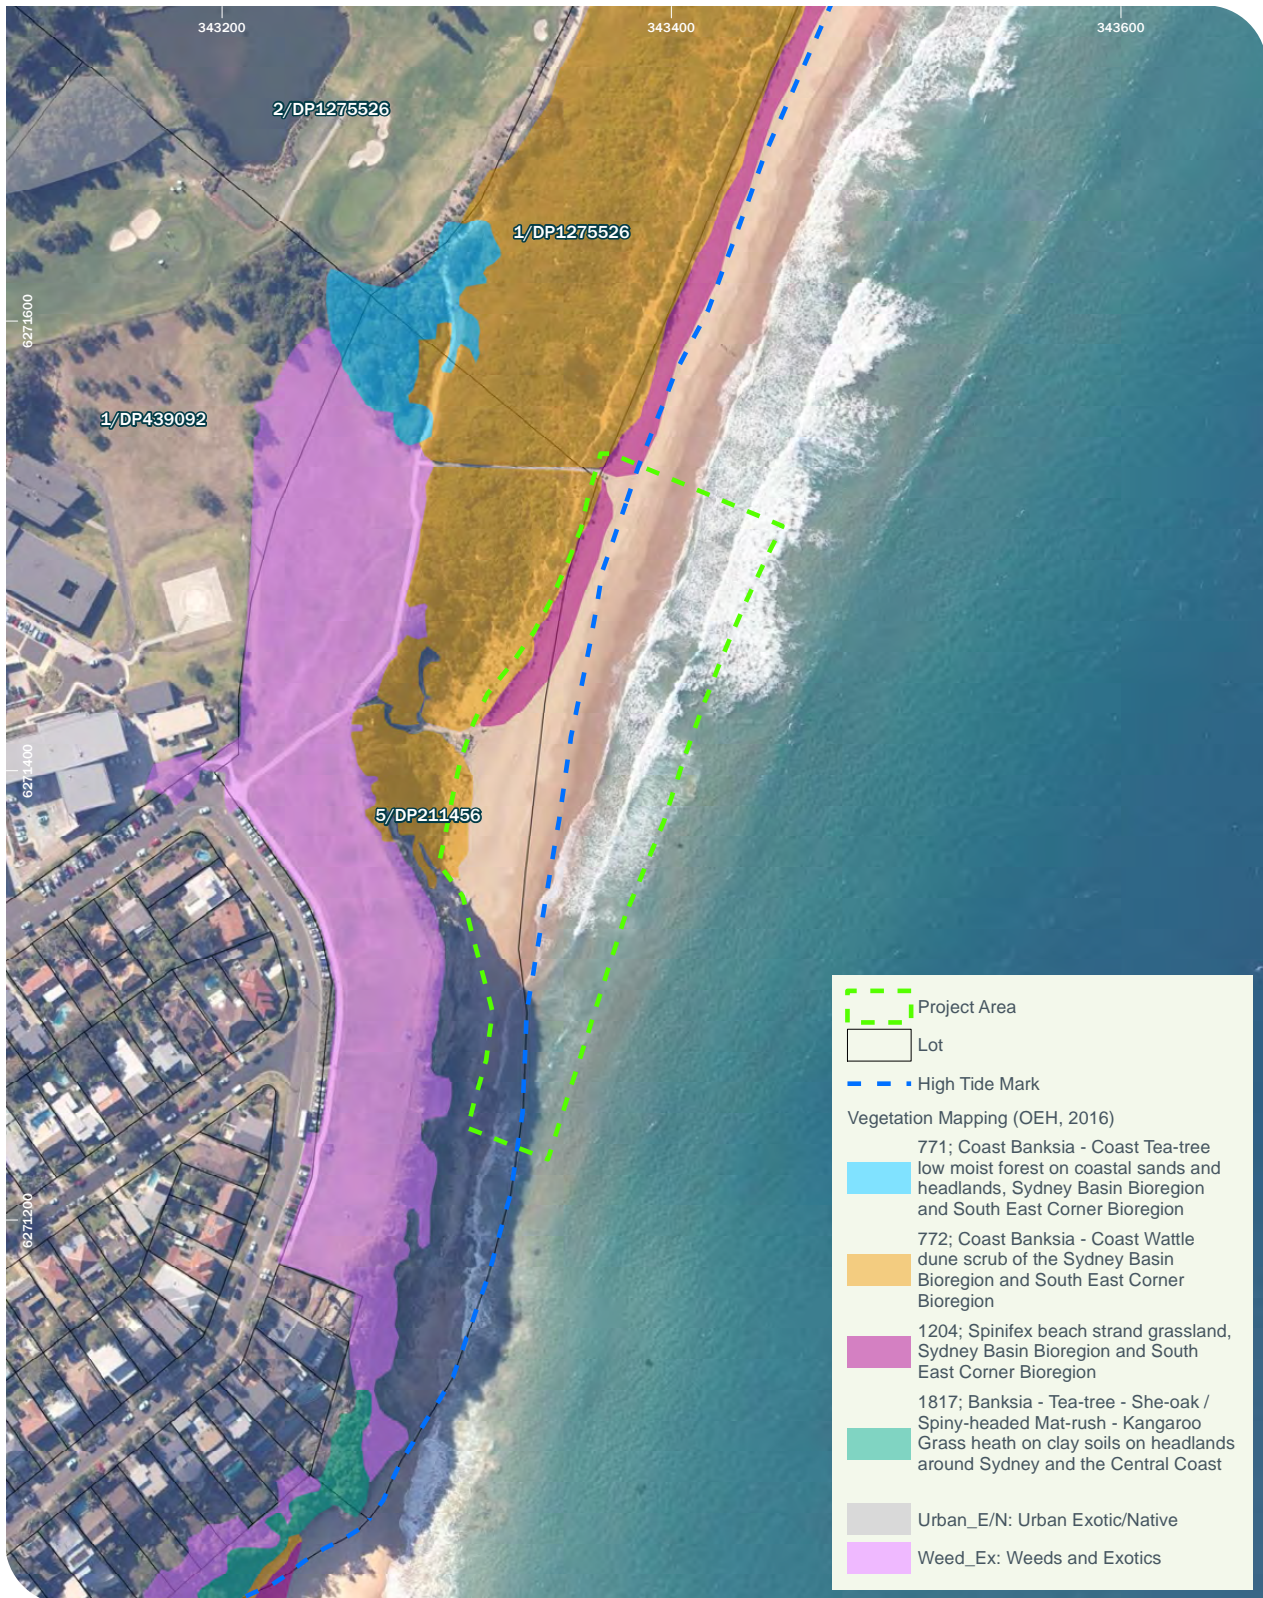 343200
343400
343600
2/DP1275526
1/DP1275526
6271600
1/DP439092
6271400
5/DP211456
6271200
Project Area
Lot
High Tide Mark
Vegetation Mapping (OEH, 2016)
771; Coast Banksia - Coast Tea-tree
low moist forest on coastal sands and
headlands, Sydney Basin Bioregion
and South East Corner Bioregion
772; Coast Banksia - Coast Wattle
dune scrub of the Sydney Basin
Bioregion and South East Corner
Bioregion
1204; Spinifex beach strand grassland,
Sydney Basin Bioregion and South
East Corner Bioregion
1817; Banksia - Tea-tree - She-oak /
Spiny-headed Mat-rush - Kangaroo
Grass heath on clay soils on headlands
around Sydney and the Central Coast
Urban_E/N: Urban Exotic/Native
Weed_Ex: Weeds and Exotics